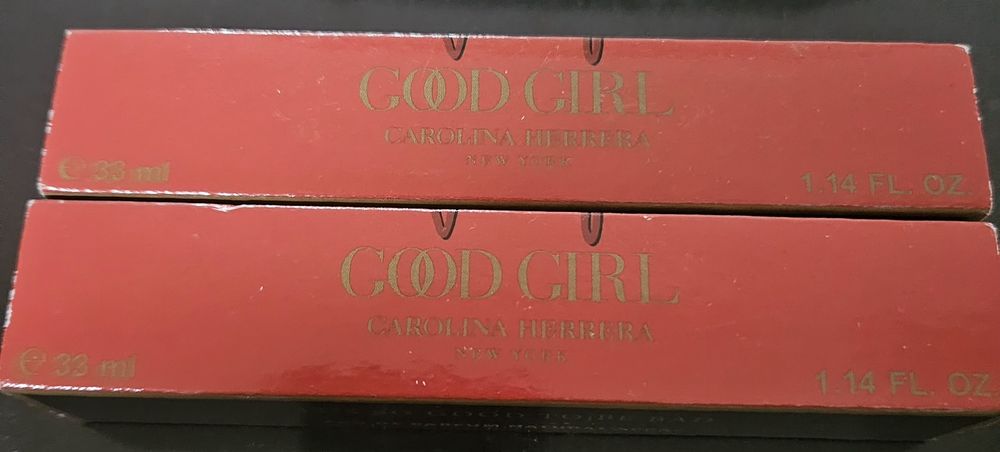 GOOD GIRL
CAROLINA HERRERA
NEW YORK
℮ 33 ml
1.14 FL. OZ.
GOOD GIRL
CAROLINA HERRERA
NEW YORK
℮ 33 ml
1.14 FL. OZ